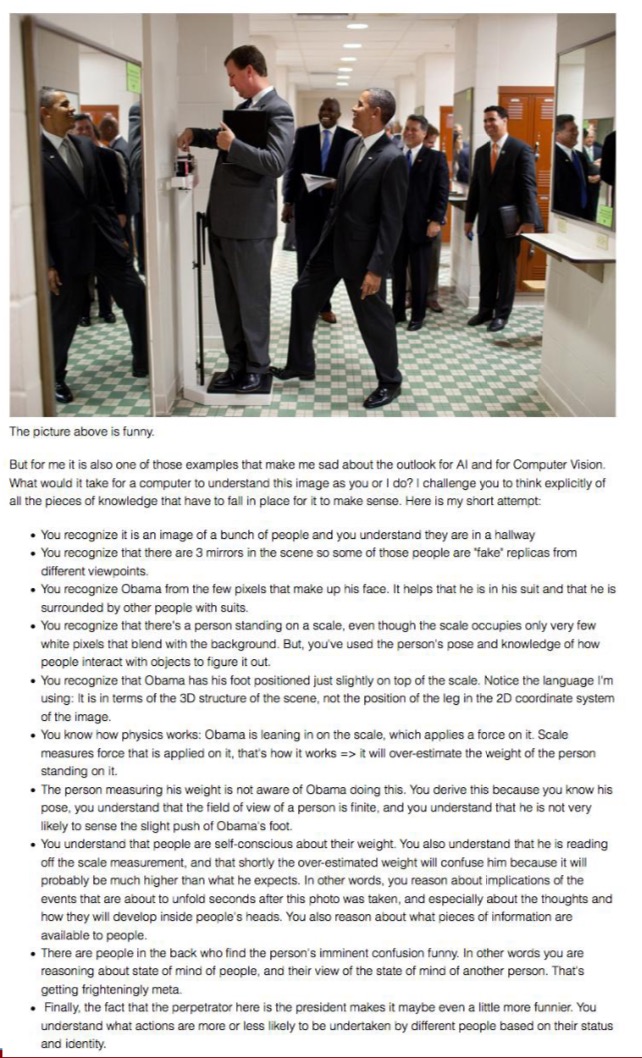 The picture above is funny.
But for me it is also one of those examples that make me sad about the outlook for AI and for Computer Vision.
What would it take for a computer to understand this image as you or I do? I challenge you to think explicitly of
all the pieces of knowledge that have to fall in place for it to make sense. Here is my short attempt:
• You recognize it is an image of a bunch of people and you understand they are in a hallway
• You recognize that there are 3 mirrors in the scene so some of those people are "fake" replicas from
different viewpoints.
• You recognize Obama from the few pixels that make up his face. It helps that he is in his suit and that he is
surrounded by other people with suits.
• You recognize that there's a person standing on a scale, even though the scale occupies only very few
white pixels that blend with the background. But, you've used the person's pose and knowledge of how
people interact with objects to figure it out.
• You recognize that Obama has his foot positioned just slightly on top of the scale. Notice the language I'm
using: It is in terms of the 3D structure of the scene, not the position of the leg in the 2D coordinate system
of the image.
• You know how physics works: Obama is leaning in on the scale, which applies a force on it. Scale
measures force that is applied on it, that's how it works => it will over-estimate the weight of the person
standing on it.
• The person measuring his weight is not aware of Obama doing this. You derive this because you know his
pose, you understand that the field of view of a person is finite, and you understand that he is not very
likely to sense the slight push of Obama's foot.
• You understand that people are self-conscious about their weight. You also understand that he is reading
off the scale measurement, and that shortly the over-estimated weight will confuse him because it will
probably be much higher than what he expects. In other words, you reason about implications of the
events that are about to unfold seconds after this photo was taken, and especially about the thoughts and
how they will develop inside people's heads. You also reason about what pieces of information are
available to people.
• There are people in the back who find the person's imminent confusion funny. In other words you are
reasoning about state of mind of people, and their view of the state of mind of another person. That's
getting frighteningly meta.
• Finally, the fact that the perpetrator here is the president makes it maybe even a little more funnier. You
understand what actions are more or less likely to be undertaken by different people based on their status
and identity.